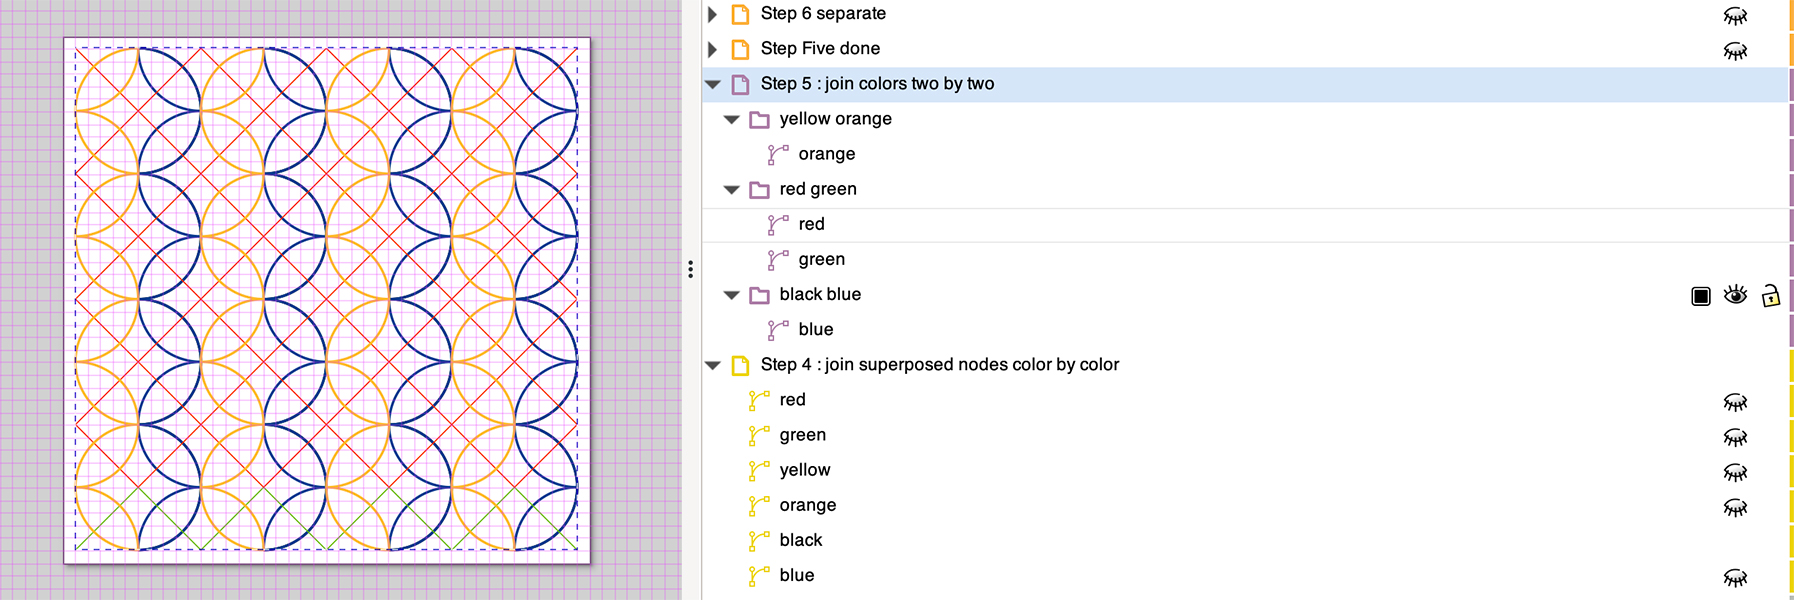 Step 6 separate
Step Five done
Step 5 : join colors two by two
yellow orange
orange
red green
red
green
black blue
blue
Step 4 : join superposed nodes color by color
red
green
yellow
orange
black
blue